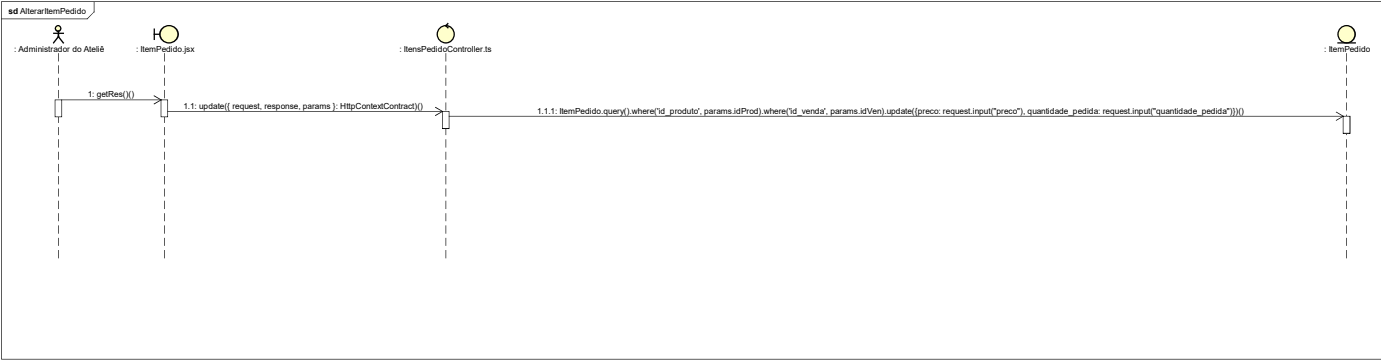 sd AlterarItemPedido
: Administrador do Ateliê
: ItemPedido.jsx
: ItensPedidoController.ts
: ItemPedido
1: getRes()()
1.1: update({ request, response, params }: HttpContextContract)()
1.1.1: ItemPedido.query().where('id_produto', params.idProd).where('id_venda', params.idVen).update({preco: request.input("preco"), quantidade_pedida: request.input("quantidade_pedida")})()